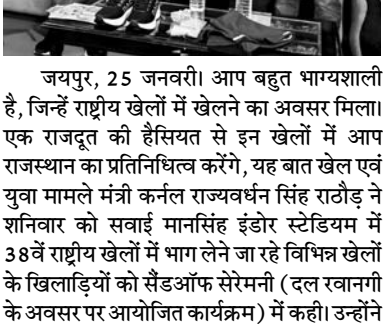 जयपुर, 25 जनवरी। आप बहुत भाग्यशाली
है, जिन्हें राष्ट्रीय खेलों में खेलने का अवसर मिला।
एक राजदूत की हैसियत से इन खेलों में आप
राजस्थान का प्रतिनिधित्व करेंगे, यह बात खेल एवं
युवा मामले मंत्री कर्नल राज्यवर्धन सिंह राठौड़ ने
शनिवार को सवाई मानसिंह इंडोर स्टेडियम में
38वें राष्ट्रीय खेलों में भाग लेने जा रहे विभिन्न खेलों
के खिलाड़ियों को सैंडऑफ सेरेमनी (दल रवानगी
के अवसर पर आयोजित कार्यक्रम) में कही। उन्होंने